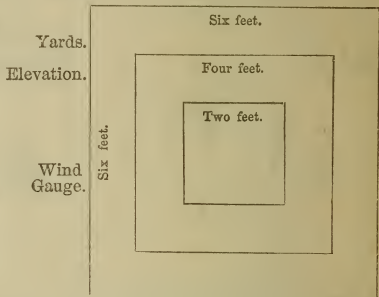 Six feet.
Yards.
Elevation.
Four feet.
Two feet.
Six feet.
Wind
Gauge.